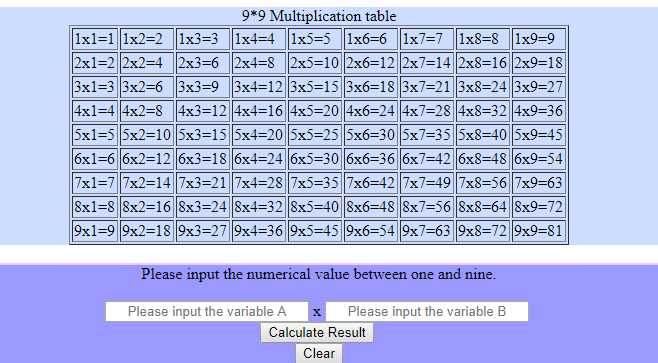 9*9 Multiplication table
1x1=1 1x2=2 1x3=3 1x4=4 1x5=5 1x6=6 1x7=7 1x8=8 1x9=9
2x1=2 2x2=4 2x3=6 2x4=8 2x5=10 2x6=12 2x7=14 2x8=16 2x9=18
3x1=3 3x2=6 3x3=9 3x4=12 3x5=15 3x6=18 3x7=21 3x8=24 3x9=27
4x1=4 4x2=8 4x3=12 4x4=16 4x5=20 4x6=24 4x7=28 4x8=32 4x9=36
5x1=5 5x2=10 5x3=15 5x4=20 5x5=25 5x6=30 5x7=35 5x8=40 5x9=45
6x1=6 6x2=12 6x3=18 6x4=24 6x5=30 6x6=36 6x7=42 6x8=48 6x9=54
7x1=7 7x2=14 7x3=21 7x4=28 7x5=35 7x6=42 7x7=49 7x8=56 7x9=63
8x1=8 8x2=16 8x3=24 8x4=32 8x5=40 8x6=48 8x7=56 8x8=64 8x9=72
9x1=9 9x2=18 9x3=27 9x4=36 9x5=45 9x6=54 9x7=63 9x8=72 9x9=81
Please input the numerical value between one and nine.
Please input the variable A x Please input the variable B
Calculate Result
Clear